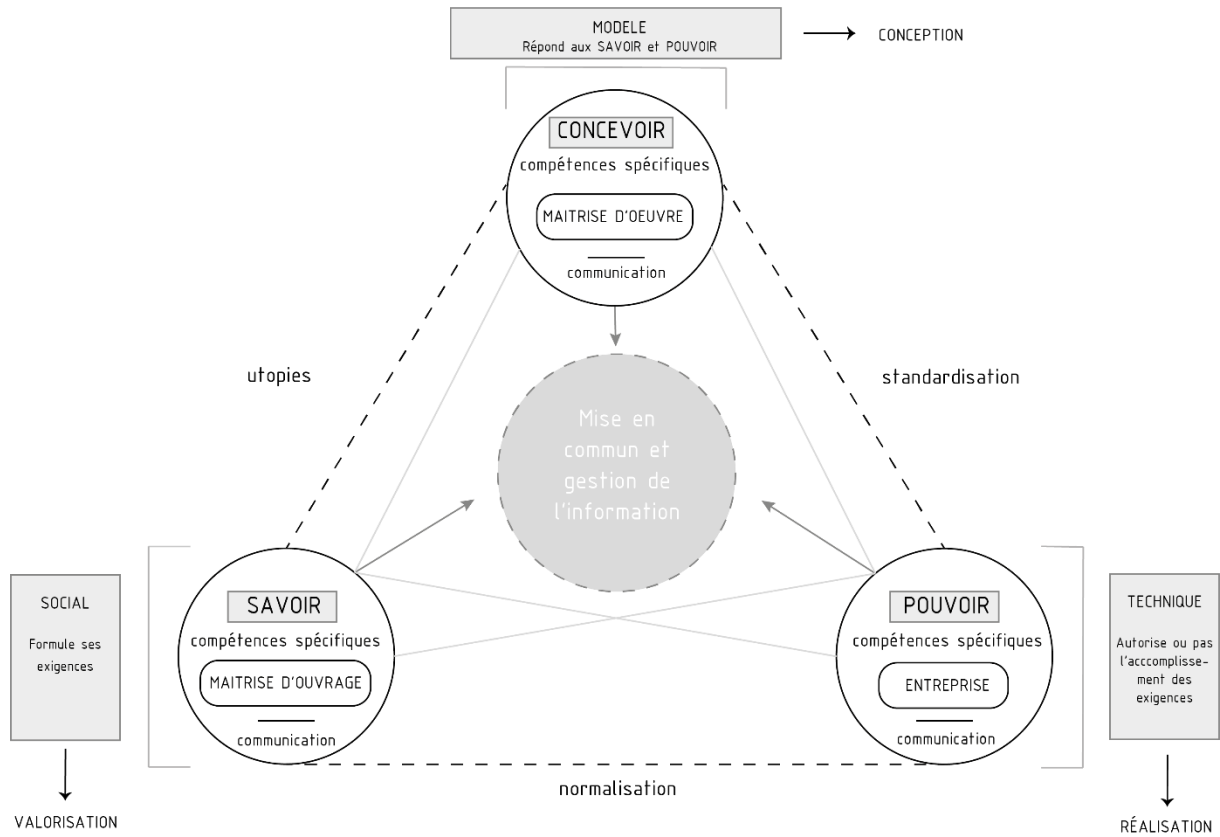 MODELE
Répond aux SAVOIR et POUVOIR
CONCEPTION
CONCEVOIR
compétences spécifiques
MAITRISE D'OEUVRE
communication
utopies
standardisation
Mise en
commun et
gestion de
l'information
SOCIAL
Formule ses
exigences
VALORISATION
SAVOIR
compétences spécifiques
MAITRISE D'OUVRAGE
communication
normalisation
POUVOIR
compétences spécifiques
ENTREPRISE
communication
TECHNIQUE
Autorise ou pas
l'acccomplisse-
ment des
exigences
RÉALISATION